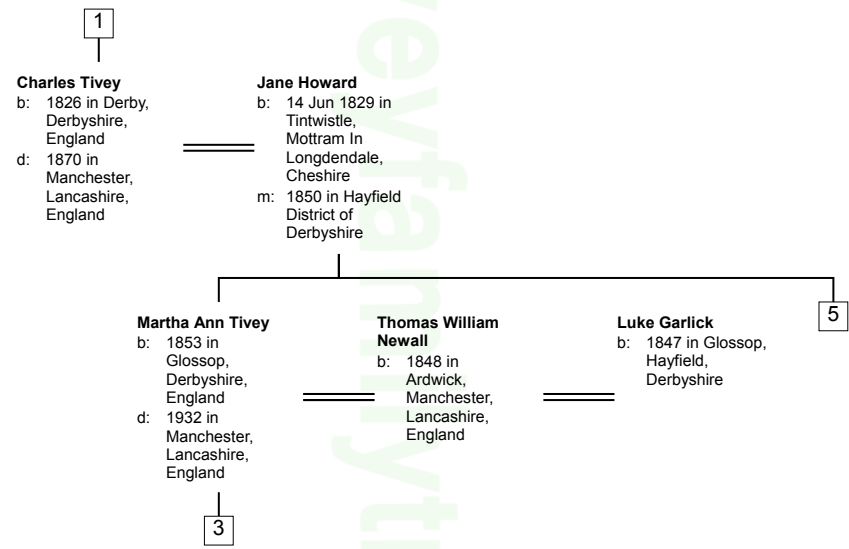 1
Charles Tivey
b: 1826 in Derby,
Derbyshire,
England
d: 1870 in
Manchester,
Lancashire,
England
Jane Howard
b: 14 Jun 1829 in
Tintwistle,
Mottram In
Longdendale,
Cheshire
m: 1850 in Hayfield
District of
Derbyshire
5
Martha Ann Tivey
b: 1853 in
Glossop,
Derbyshire,
England
d: 1932 in
Manchester,
Lancashire,
England
Thomas William
Newall
b: 1848 in
Ardwick,
Manchester,
Lancashire,
England
Luke Garlick
b: 1847 in Glossop,
Hayfield,
Derbyshire
3